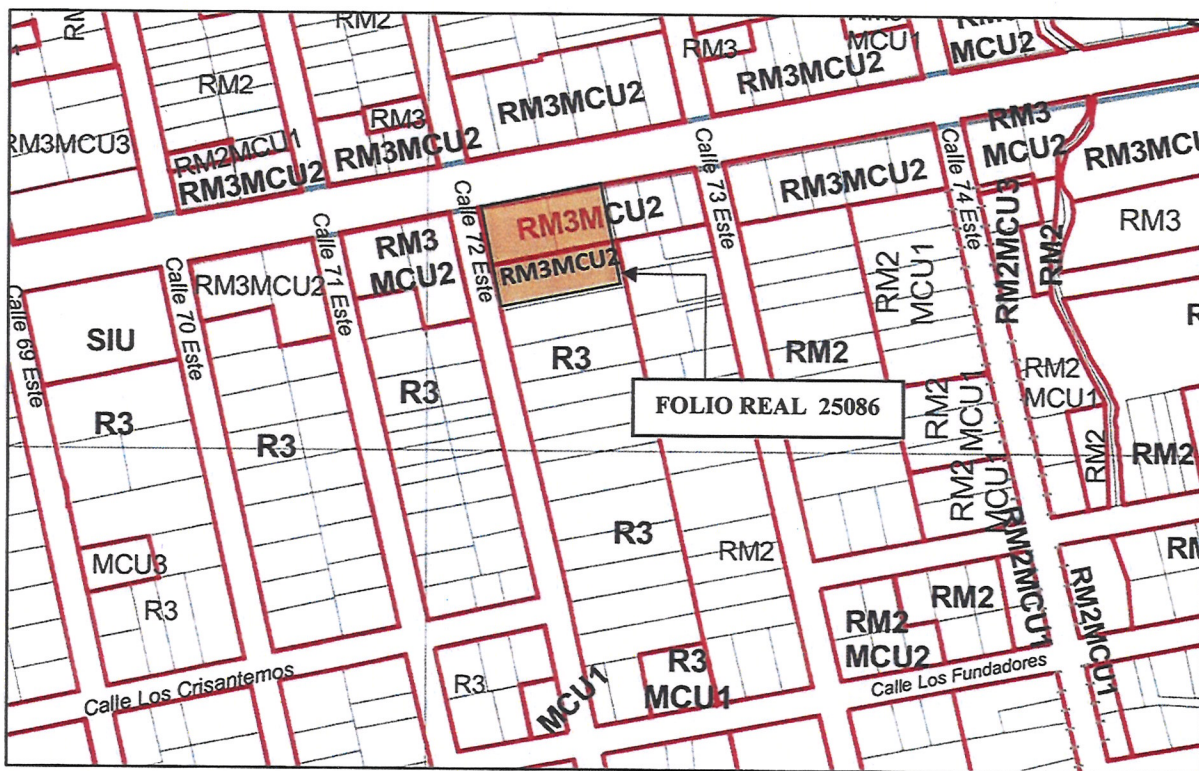 RM2
RM3
MCU1
MCU2
RM2
RM3MCU2
RM3MCU2
RM3
RM3MCU3
RM2MCU1
RM3MCU2
RM3MCU2
RM3
MCU2
RM3MCU2
RM3MCU2
Calle 72 Este
RM3MCU2
Calle 73 Este
Calle 74 Este
RM3
Calle 71 Este
RM3
MCU2
RM3MCU2
RM2
MCU1
RM2MCU3
RM2
Calle 69 Este
SIU
Calle 70 Este
RM3MCU2
R3
RM2
RM2
MCU1
R3
R3
R3
FOLIO REAL 25086
RM2
MCU1
RM2
RM2
RM2
MCU1
MCU3
R3
R3
RM2
RM2MCU1
RM2MCU1
RM2
RM2
MCU2
Calle Los Crisantemos
R3
MCU1
R3
MCU1
Calle Los Fundadores